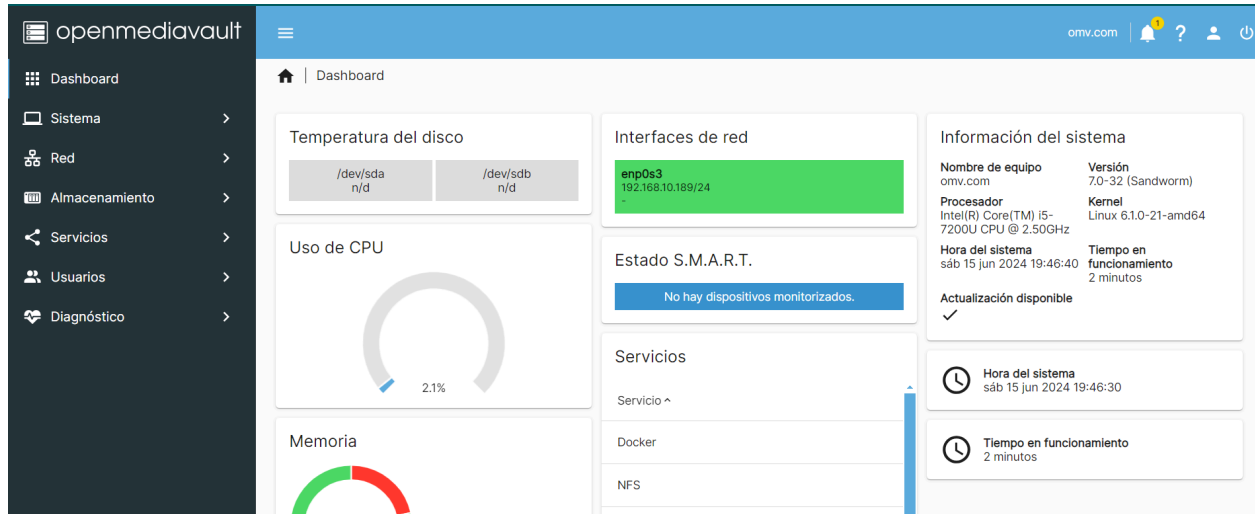 openmediavault
omv.com
1
?
Dashboard
Sistema
Red
Almacenamiento
Servicios
Usuarios
Diagnóstico
Dashboard
Temperatura del disco
/dev/sda
n/d
/dev/sdb
n/d
Uso de CPU
2.1%
Memoria
Interfaces de red
enp0s3
192.168.10.189/24
-
Estado S.M.A.R.T.
No hay dispositivos monitorizados.
Servicios
Servicio
Docker
NFS
Información del sistema
Nombre de equipo
omv.com
Versión
7.0-32 (Sandworm)
Procesador
Intel(R) Core(TM) i5-
7200U CPU @ 2.50GHz
Kernel
Linux 6.1.0-21-amd64
Hora del sistema
sáb 15 jun 2024 19:46:40
Tiempo en
funcionamiento
2 minutos
Actualización disponible
Hora del sistema
sáb 15 jun 2024 19:46:30
Tiempo en funcionamiento
2 minutos